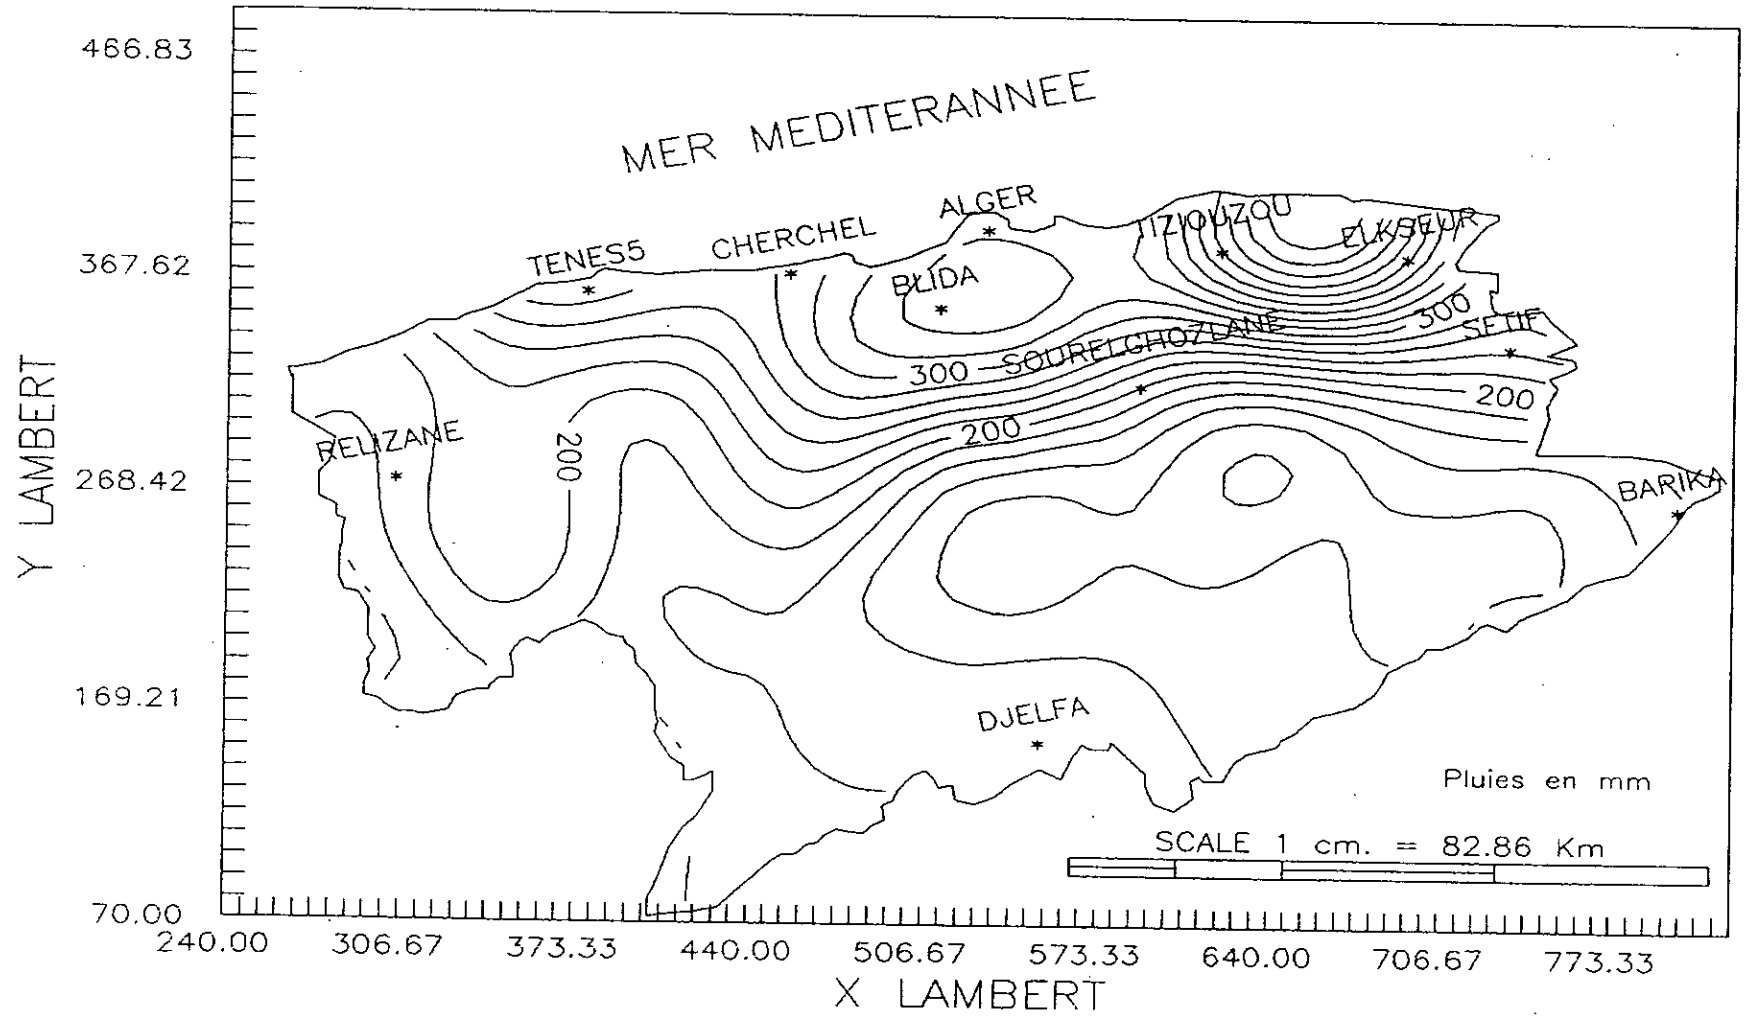 466.83
MER MEDITERANNEE
ALGER
TIZIOUZOU
ELKSEUR
CHERCHEL
TENESS
367.62
BLIDA
300
SETIF
SOURELGHOZLANE
300
200
Y LAMBERT
RELIZANE
200
200
268.42
BARIKA
169.21
DJELFA
Pluies en mm
SCALE 1 cm. = 82.86 Km
70.00
240.00 306.67 373.33 440.00 506.67 573.33 640.00 706.67 773.33
X LAMBERT